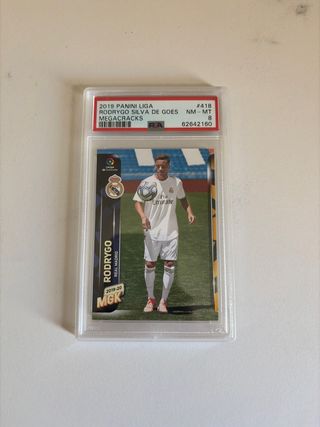 2019 PANINI LIGA #418
RODRYGO SILVA DE GOES NM-MT
MEGACRACKS 8
PSA 62642160
Fly
Emirates
RODRYGO
REAL MADRID
2019-20
MGK